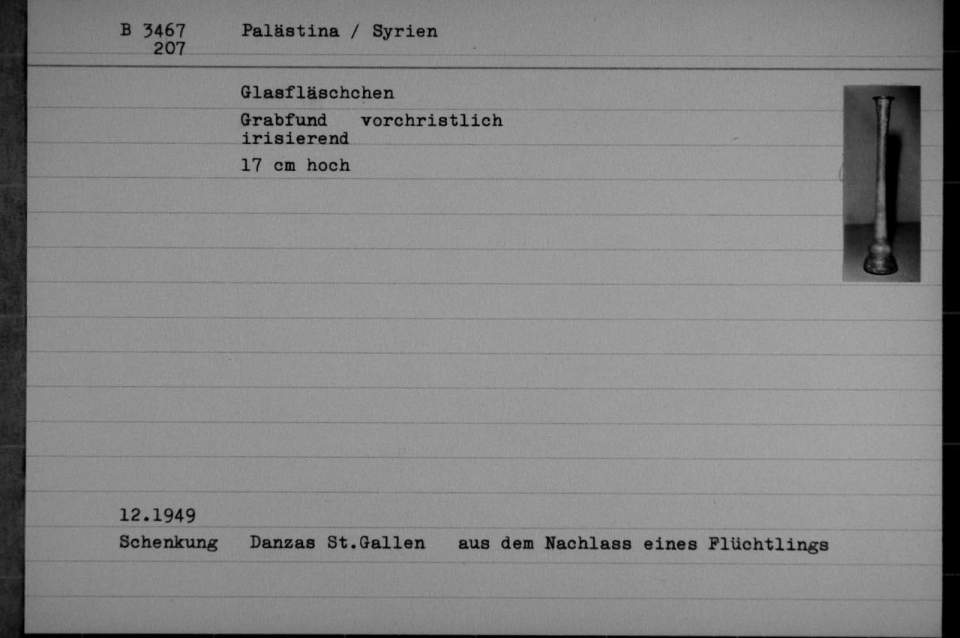 B 3467 Palästina / Syrien
207
Glasfläschchen
Grabfund vorchristlich
irisierend
17 cm hoch
12.1949
Schenkung Danzas St.Gallen aus dem Nachlass eines Flüchtlings